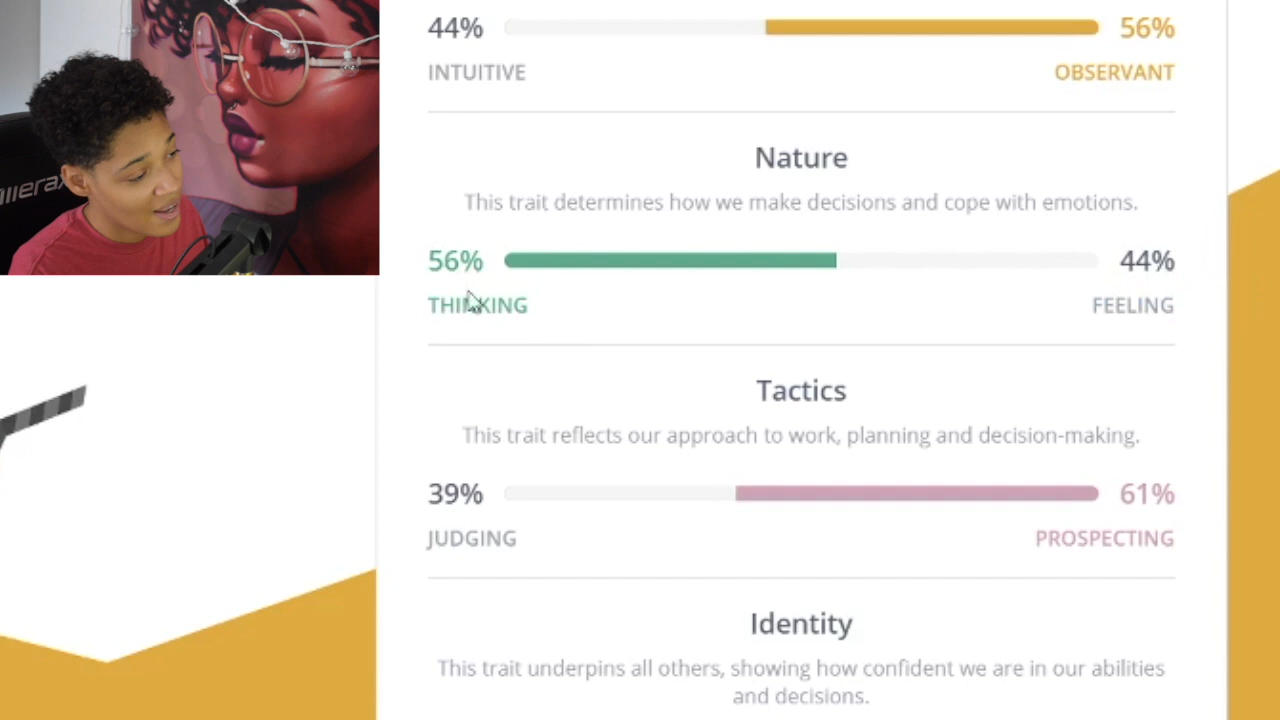 44%
56%
INTUITIVE
OBSERVANT
Nature
This trait determines how we make decisions and cope with emotions.
56%
44%
THINKING
FEELING
Tactics
This trait reflects our approach to work, planning and decision-making.
39%
61%
JUDGING
PROSPECTING
Identity
This trait underpins all others, showing how confident we are in our abilities
and decisions.